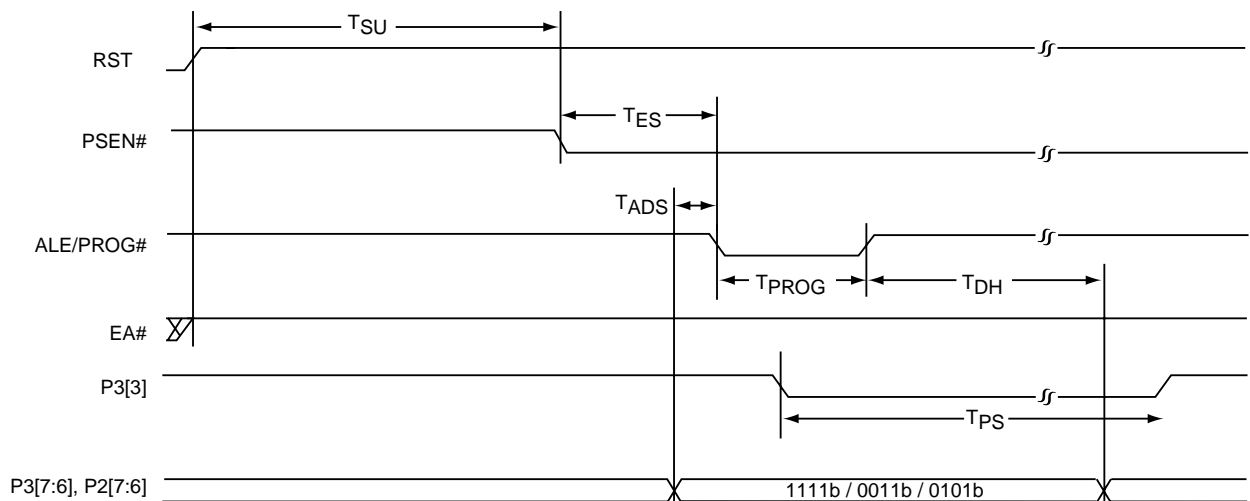 TSU
RST
TES
PSEN#
TADS
ALE/PROG#
TPROG
TDH
EA#
P3[3]
TPS
P3[7:6], P2[7:6]
1111b / 0011b / 0101b